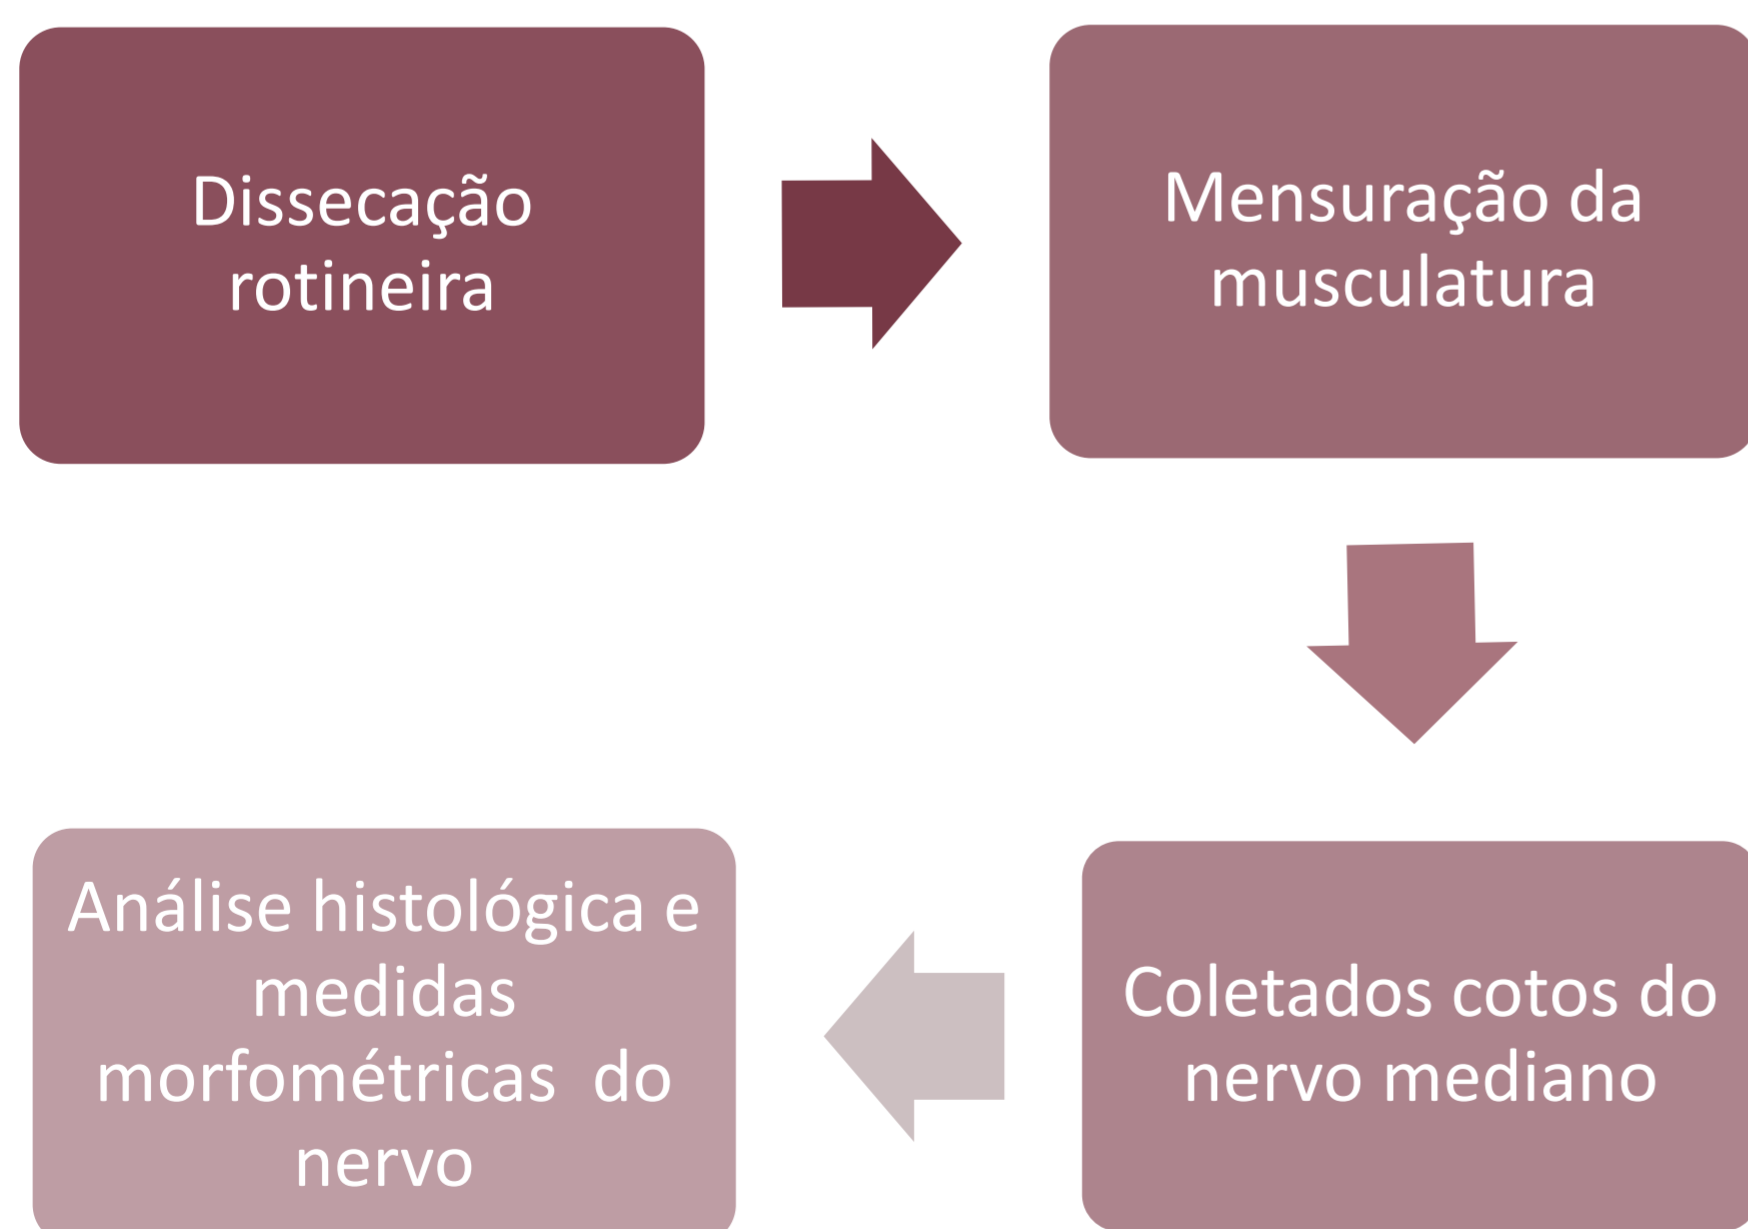 Dissecação
rotineira
Mensuração da
musculatura
Coletados cotos do
nervo mediano
Análise histológica e
medidas
morfométricas  do
nervo